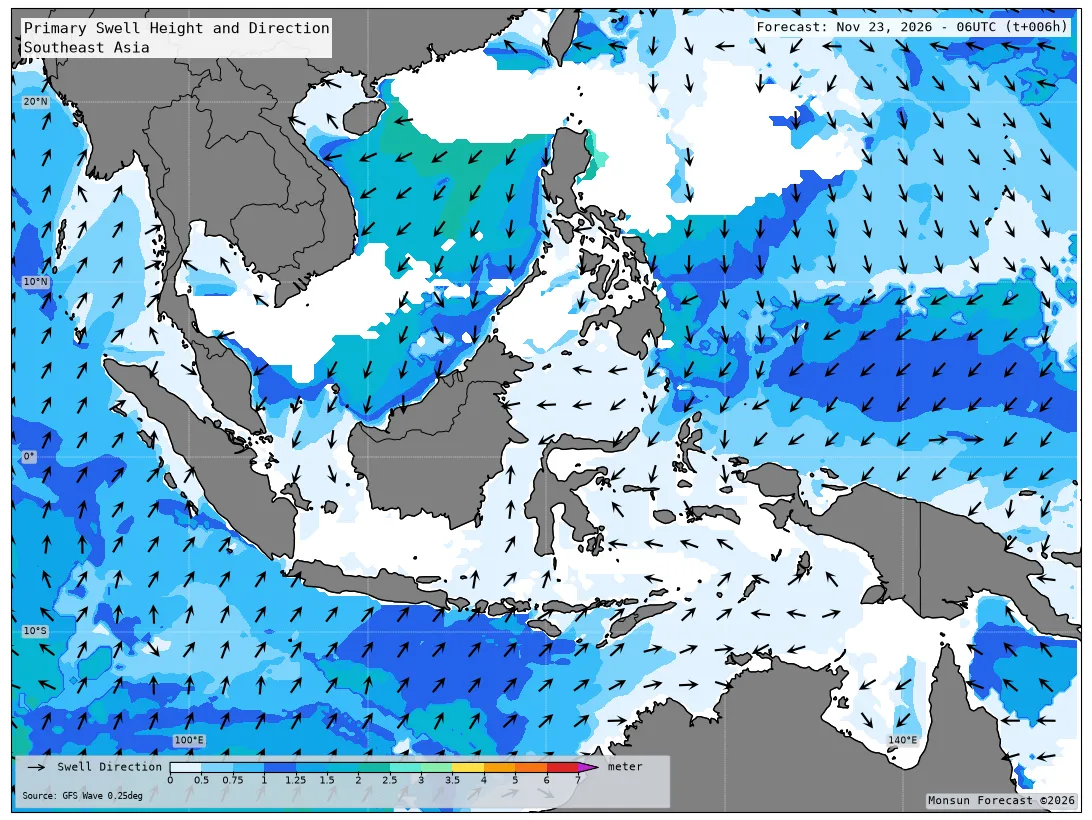 Primary Swell Height and Direction
Southeast Asia
Forecast: Nov 23, 2026 - 06UTC (t+006h)
20°N
10°N
0°
10°S
100°E
140°E
Swell Direction
0 0.5 0.75 1 1.25 1.5 2 2.5 3 3.5 4 5 6 7
meter
Source: GFS Wave 0.25deg
Monsun Forecast ©2026